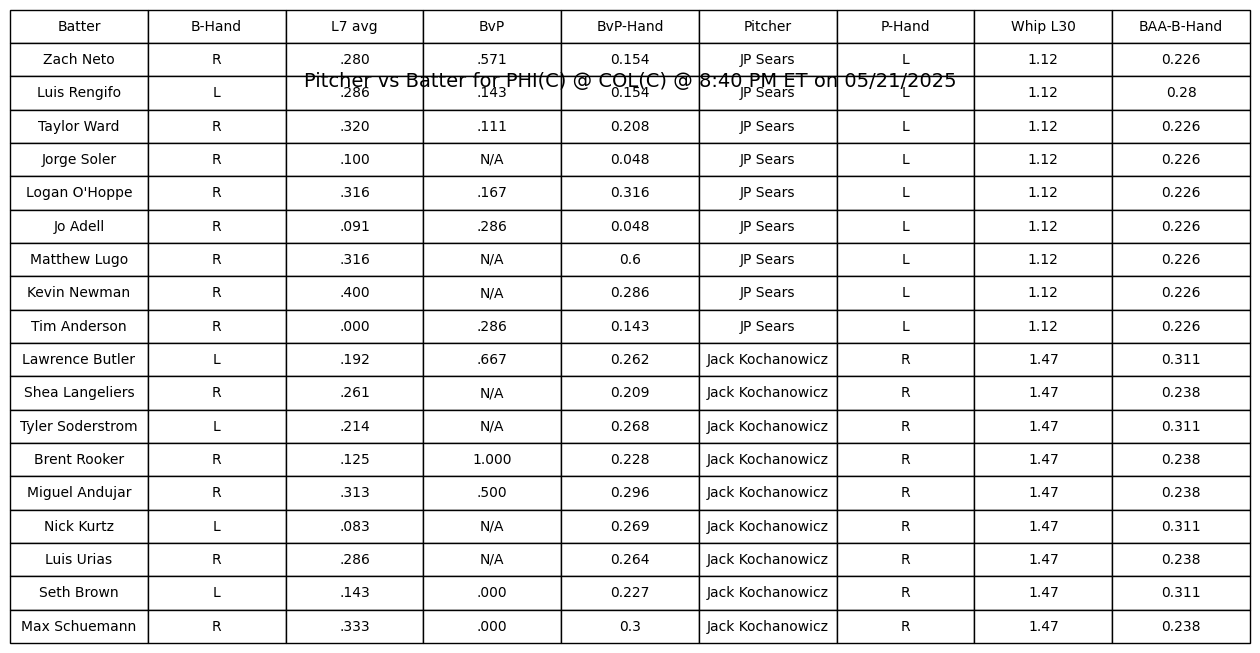 Batter B-Hand L7 avg BvP BvP-Hand Pitcher P-Hand Whip L30 BAA-B-Hand
Zach Neto R .280 .571 0.154 JP Sears L 1.12 0.226
Pitcher vs Batter for PHI(C) @ COL(C) @ 8:40 PM ET on 05/21/2025
Luis Rengifo L .286 .143 0.154 JP Sears L 1.12 0.28
Taylor Ward R .320 .111 0.208 JP Sears L 1.12 0.226
Jorge Soler R .100 N/A 0.048 JP Sears L 1.12 0.226
Logan O'Hoppe R .316 .167 0.316 JP Sears L 1.12 0.226
Jo Adell R .091 .286 0.048 JP Sears L 1.12 0.226
Matthew Lugo R .316 N/A 0.6 JP Sears L 1.12 0.226
Kevin Newman R .400 N/A 0.286 JP Sears L 1.12 0.226
Tim Anderson R .000 .286 0.143 JP Sears L 1.12 0.226
Lawrence Butler L .192 .667 0.262 Jack Kochanowicz R 1.47 0.311
Shea Langeliers R .261 N/A 0.209 Jack Kochanowicz R 1.47 0.238
Tyler Soderstrom L .214 N/A 0.268 Jack Kochanowicz R 1.47 0.311
Brent Rooker R .125 1.000 0.228 Jack Kochanowicz R 1.47 0.238
Miguel Andujar R .313 .500 0.296 Jack Kochanowicz R 1.47 0.238
Nick Kurtz L .083 N/A 0.269 Jack Kochanowicz R 1.47 0.311
Luis Urias R .286 N/A 0.264 Jack Kochanowicz R 1.47 0.238
Seth Brown L .143 .000 0.227 Jack Kochanowicz R 1.47 0.311
Max Schuemann R .333 .000 0.3 Jack Kochanowicz R 1.47 0.238